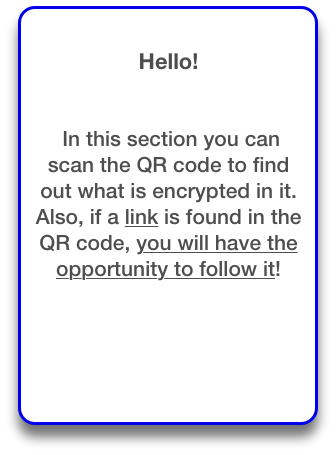 Hello!
In this section you can
scan the QR code to find
out what is encrypted in it.
Also, if a link is found in the
QR code, you will have the
opportunity to follow it!